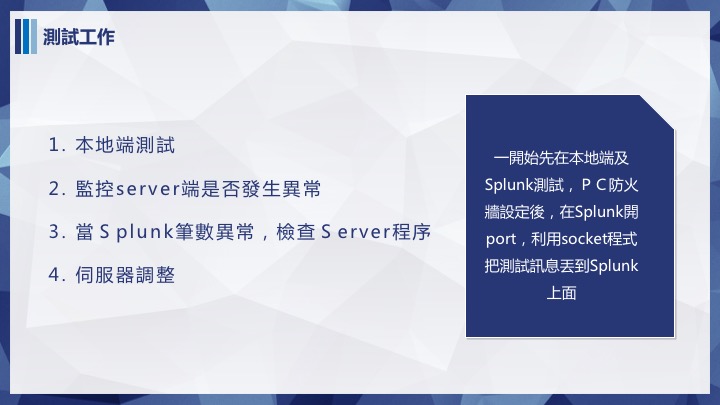 測試工作
1. 本地端測試
2. 監控server端是否發生異常
3. 當Ｓplunk筆數異常，檢查Ｓerver程序
4. 伺服器調整
一開始先在本地端及
Splunk測試，ＰＣ防火
牆設定後，在Splunk開
port，利用socket程式
把測試訊息丟到Splunk
上面